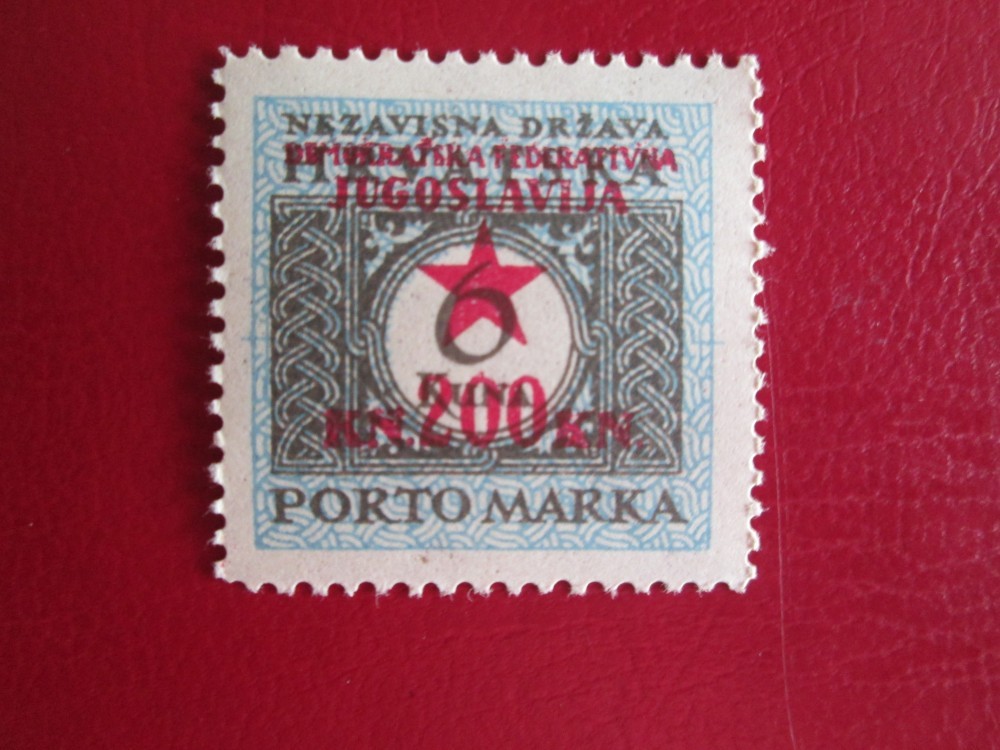 NEZAVISNA DRŽAVA
DEMOKRATSKA FEDERATIVNA
HRVATSKA
JUGOSLAVIJA
6
KUNA
KN. 200 KN.
PORTO MARKA